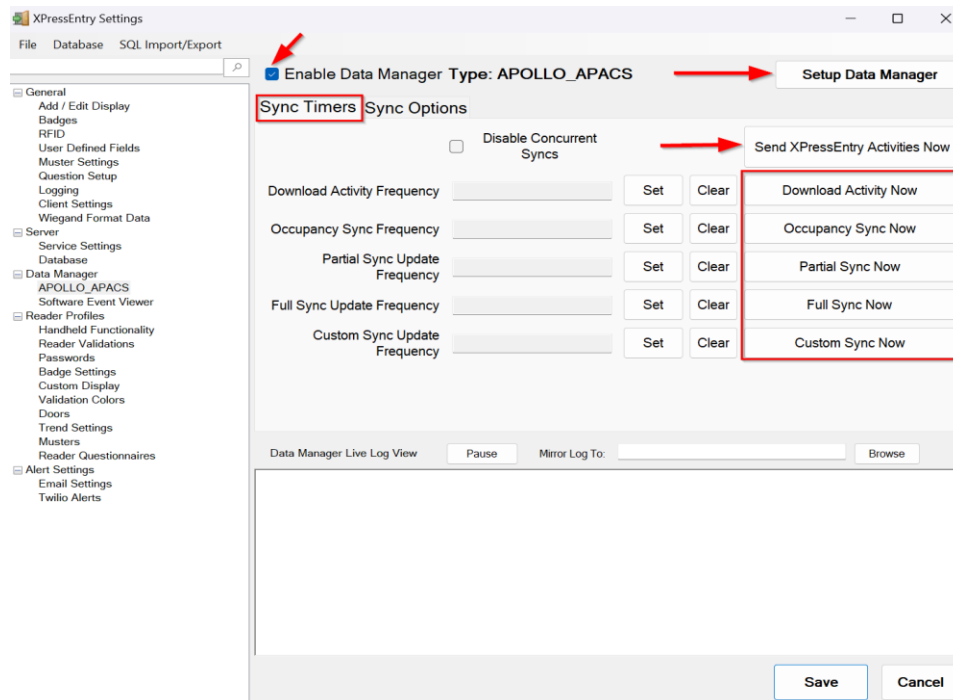 XPressEntry Settings
File Database SQL Import/Export
Enable Data Manager Type: APOLLO_APACS
Setup Data Manager
Sync Timers Sync Options
Disable Concurrent
Syncs
Send XPressEntry Activities Now
Download Activity Frequency Set Clear Download Activity Now
Occupancy Sync Frequency Set Clear Occupancy Sync Now
Partial Sync Update
Frequency Set Clear Partial Sync Now
Full Sync Update Frequency Set Clear Full Sync Now
Custom Sync Update
Frequency Set Clear Custom Sync Now
Data Manager Live Log View Pause Mirror Log To: Browse
General
Add / Edit Display
Badges
RFID
User Defined Fields
Muster Settings
Question Setup
Logging
Client Settings
Wiegand Format Data
Server
Service Settings
Database
Data Manager
APOLLO_APACS
Software Event Viewer
Reader Profiles
Handheld Functionality
Reader Validations
Passwords
Badge Settings
Custom Display
Validation Colors
Doors
Trend Settings
Musters
Reader Questionnaires
Alert Settings
Email Settings
Twilio Alerts
Save Cancel